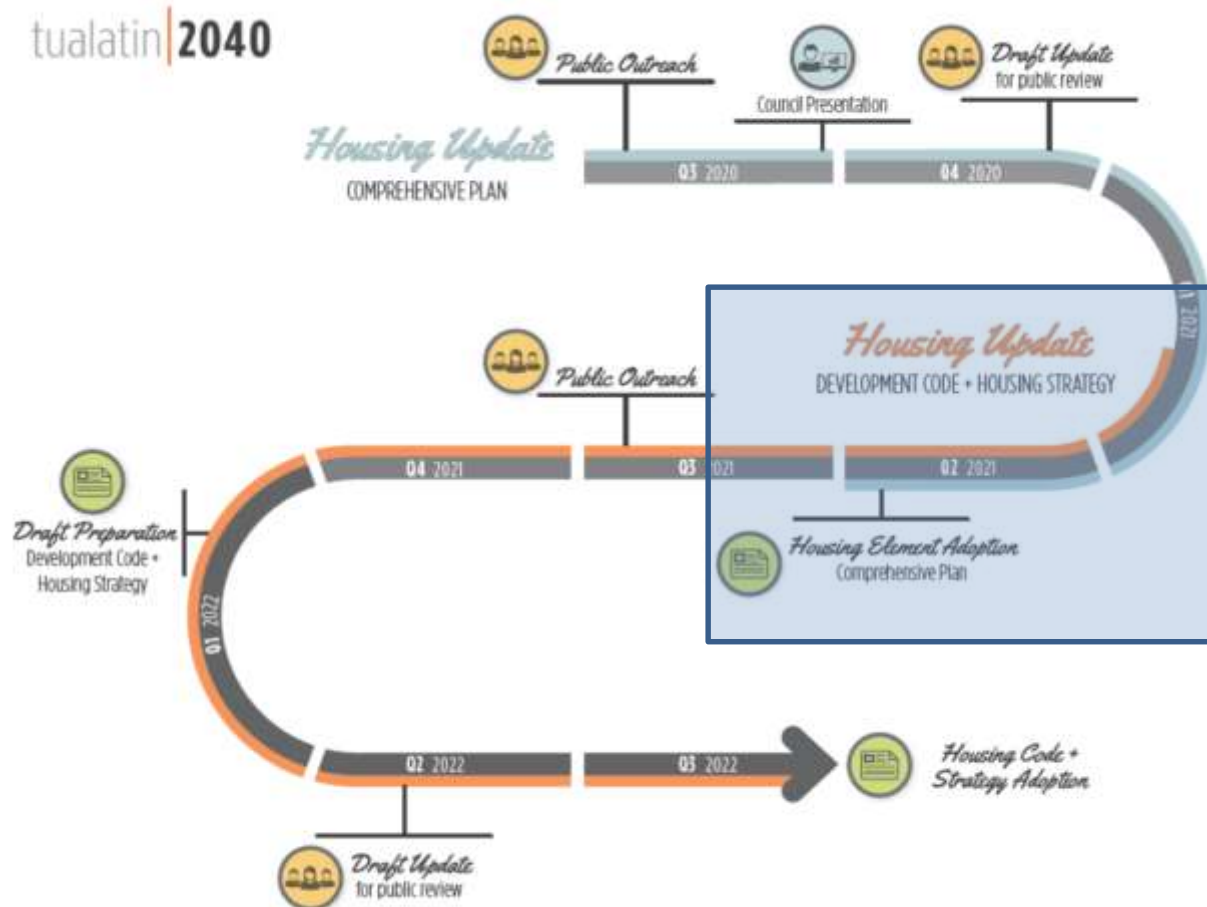 tualatin|2040
Public Outreach
Council Presentation
Draft Update
for public review
Housing Update
COMPREHENSIVE PLAN
Q3 2020
Q4 2020
Q1 2021
Housing Update
DEVELOPMENT CODE + HOUSING STRATEGY
Public Outreach
Q4 2021
Q3 2021
Q2 2021
Draft Preparation
Development Code +
Housing Strategy
Housing Element Adoption
Comprehensive Plan
Q1 2022
Q2 2022
Q3 2022
Housing Code +
Strategy Adoption
Draft Update
for public review